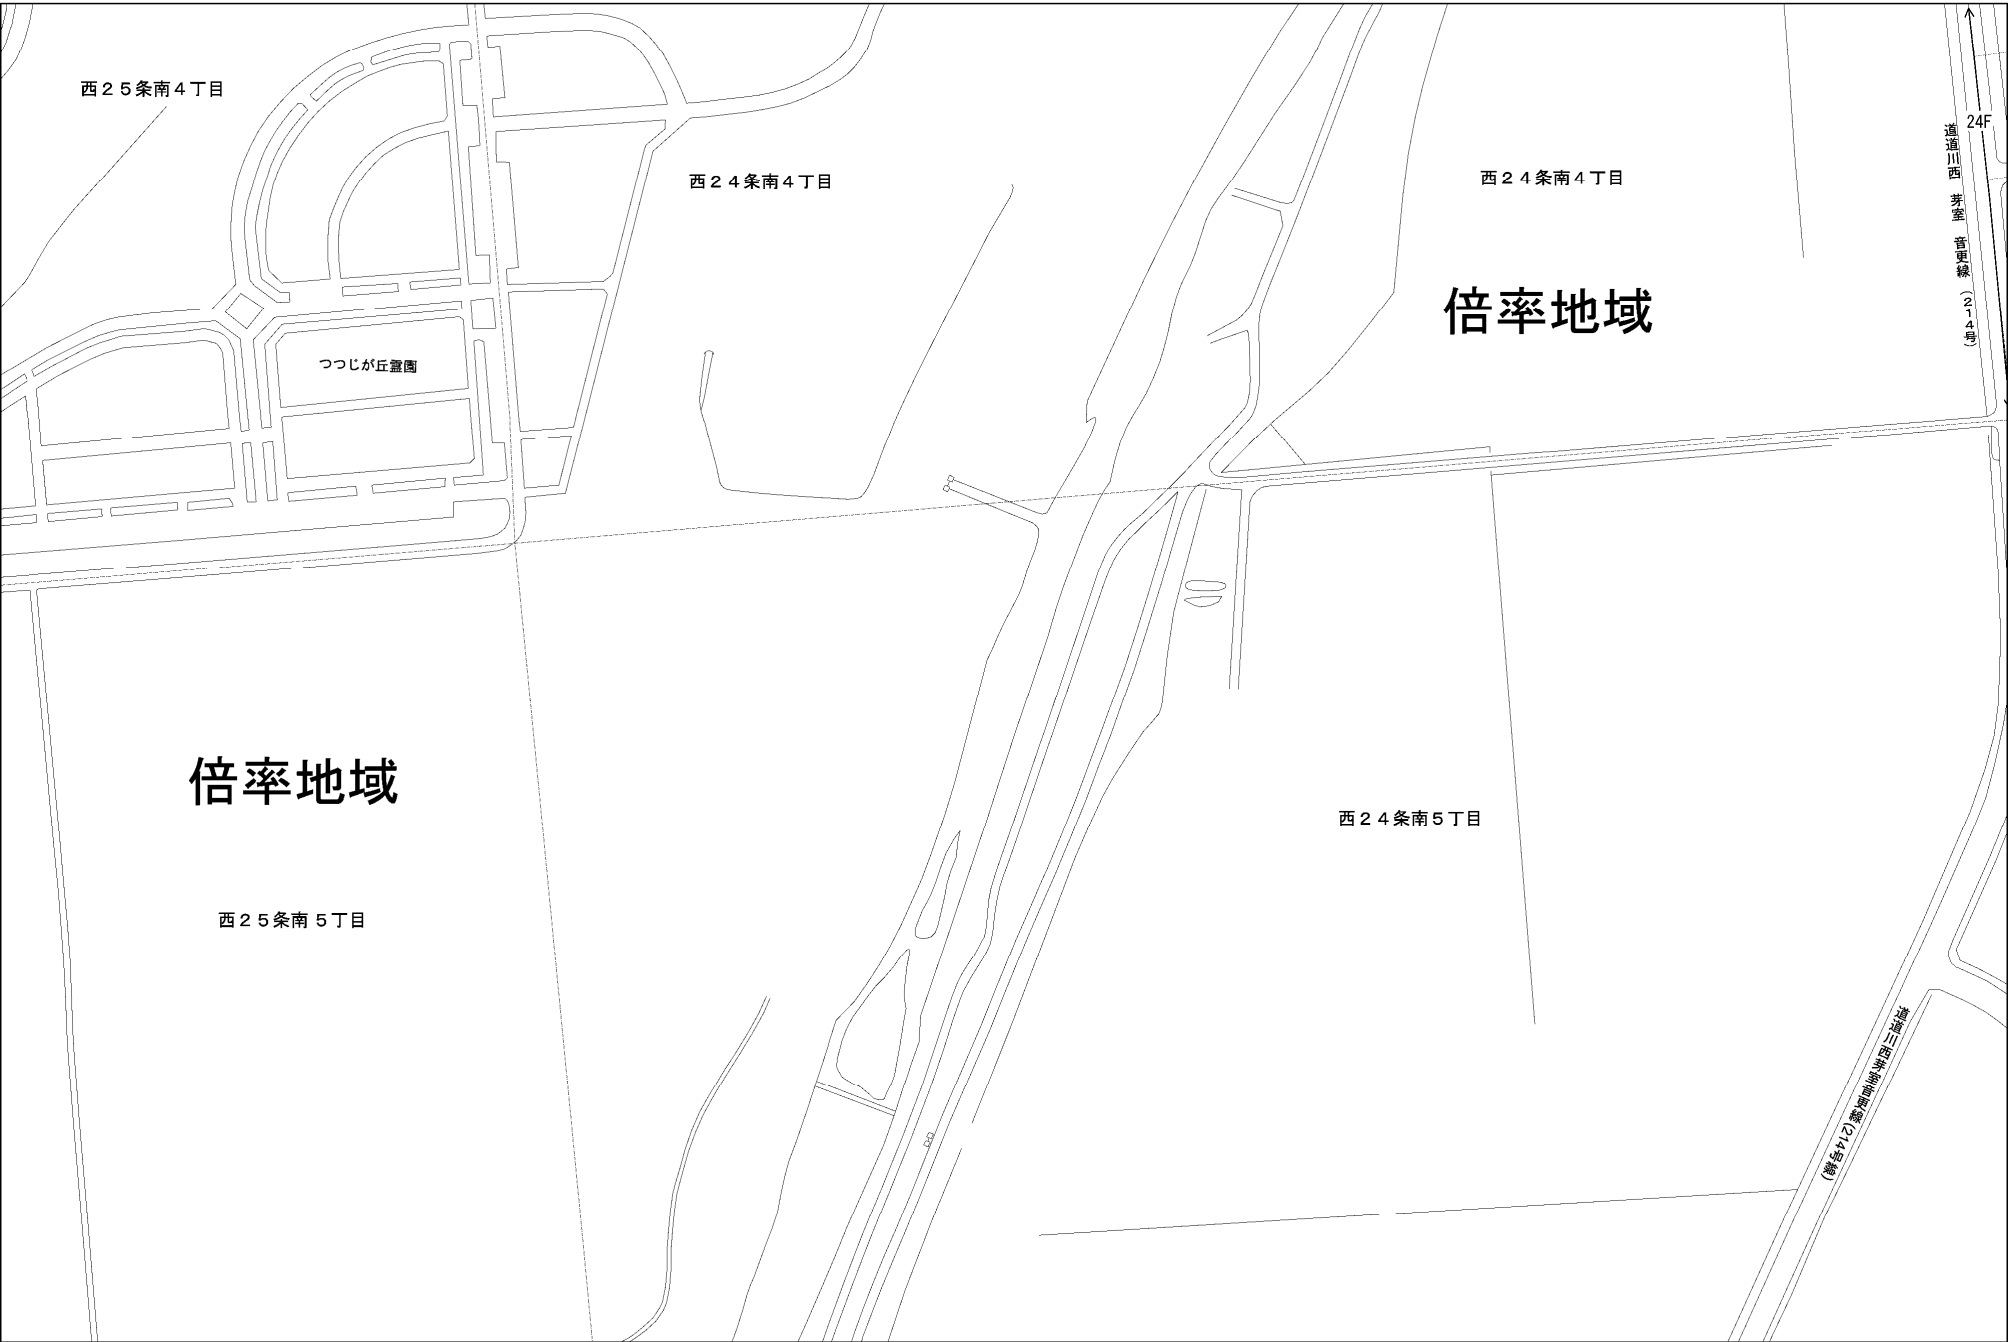 西２５条南４丁目
24F
西２４条南４丁目
西２４条南４丁目
道道川西　芽室　音更線　(２１４号)
倍率地域
つつじが丘霊園
倍率地域
西２４条南５丁目
西２５条南５丁目
道道川西芽室音更線(214号線)